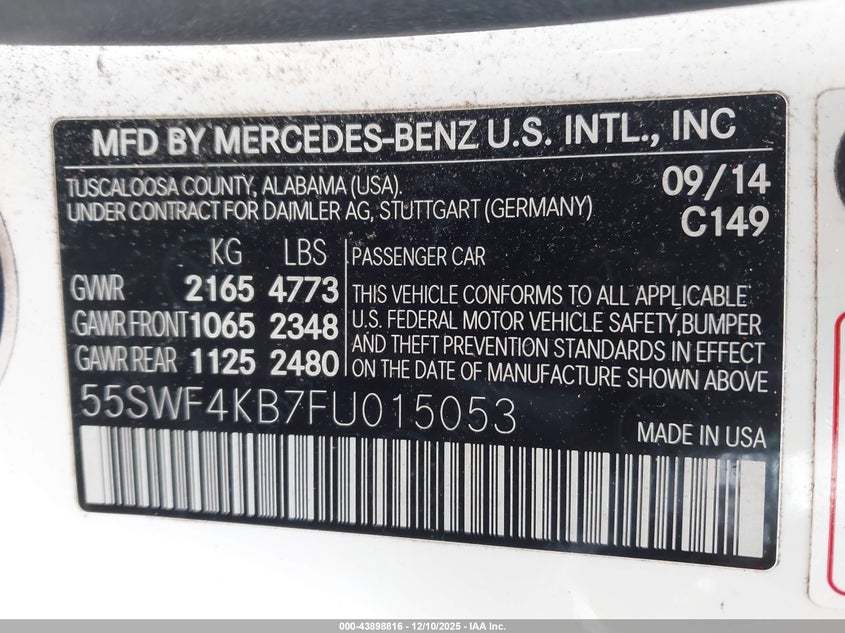 MFD BY MERCEDES-BENZ U.S. INTL., INC
TUSCALOOSA COUNTY, ALABAMA (USA). 09/14
UNDER CONTRACT FOR DAIMLER AG, STUTTGART (GERMANY) C149
KG LBS PASSENGER CAR
GVWR 2165 4773
GAWR FRONT 1065 2348
GAWR REAR 1125 2480
THIS VEHICLE CONFORMS TO ALL APPLICABLE
U.S. FEDERAL MOTOR VEHICLE SAFETY,BUMPER
AND THEFT PREVENTION STANDARDS IN EFFECT
ON THE DATE OF MANUFACTURE SHOWN ABOVE.
55SWF4KB7FU015053
MADE IN USA
000-43898816 - 12/10/2025 - IAA Inc.